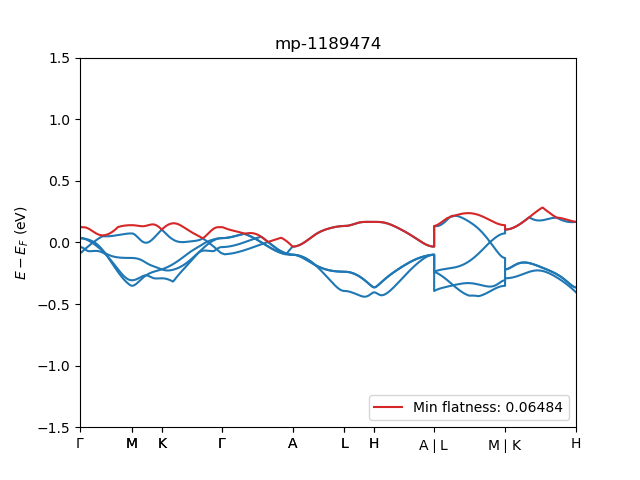 mp-1189474
E − E_F (eV)
1.5
1.0
0.5
0.0
−0.5
−1.0
−1.5
Min flatness: 0.06484
Γ M K Γ A L H A | L M | K H